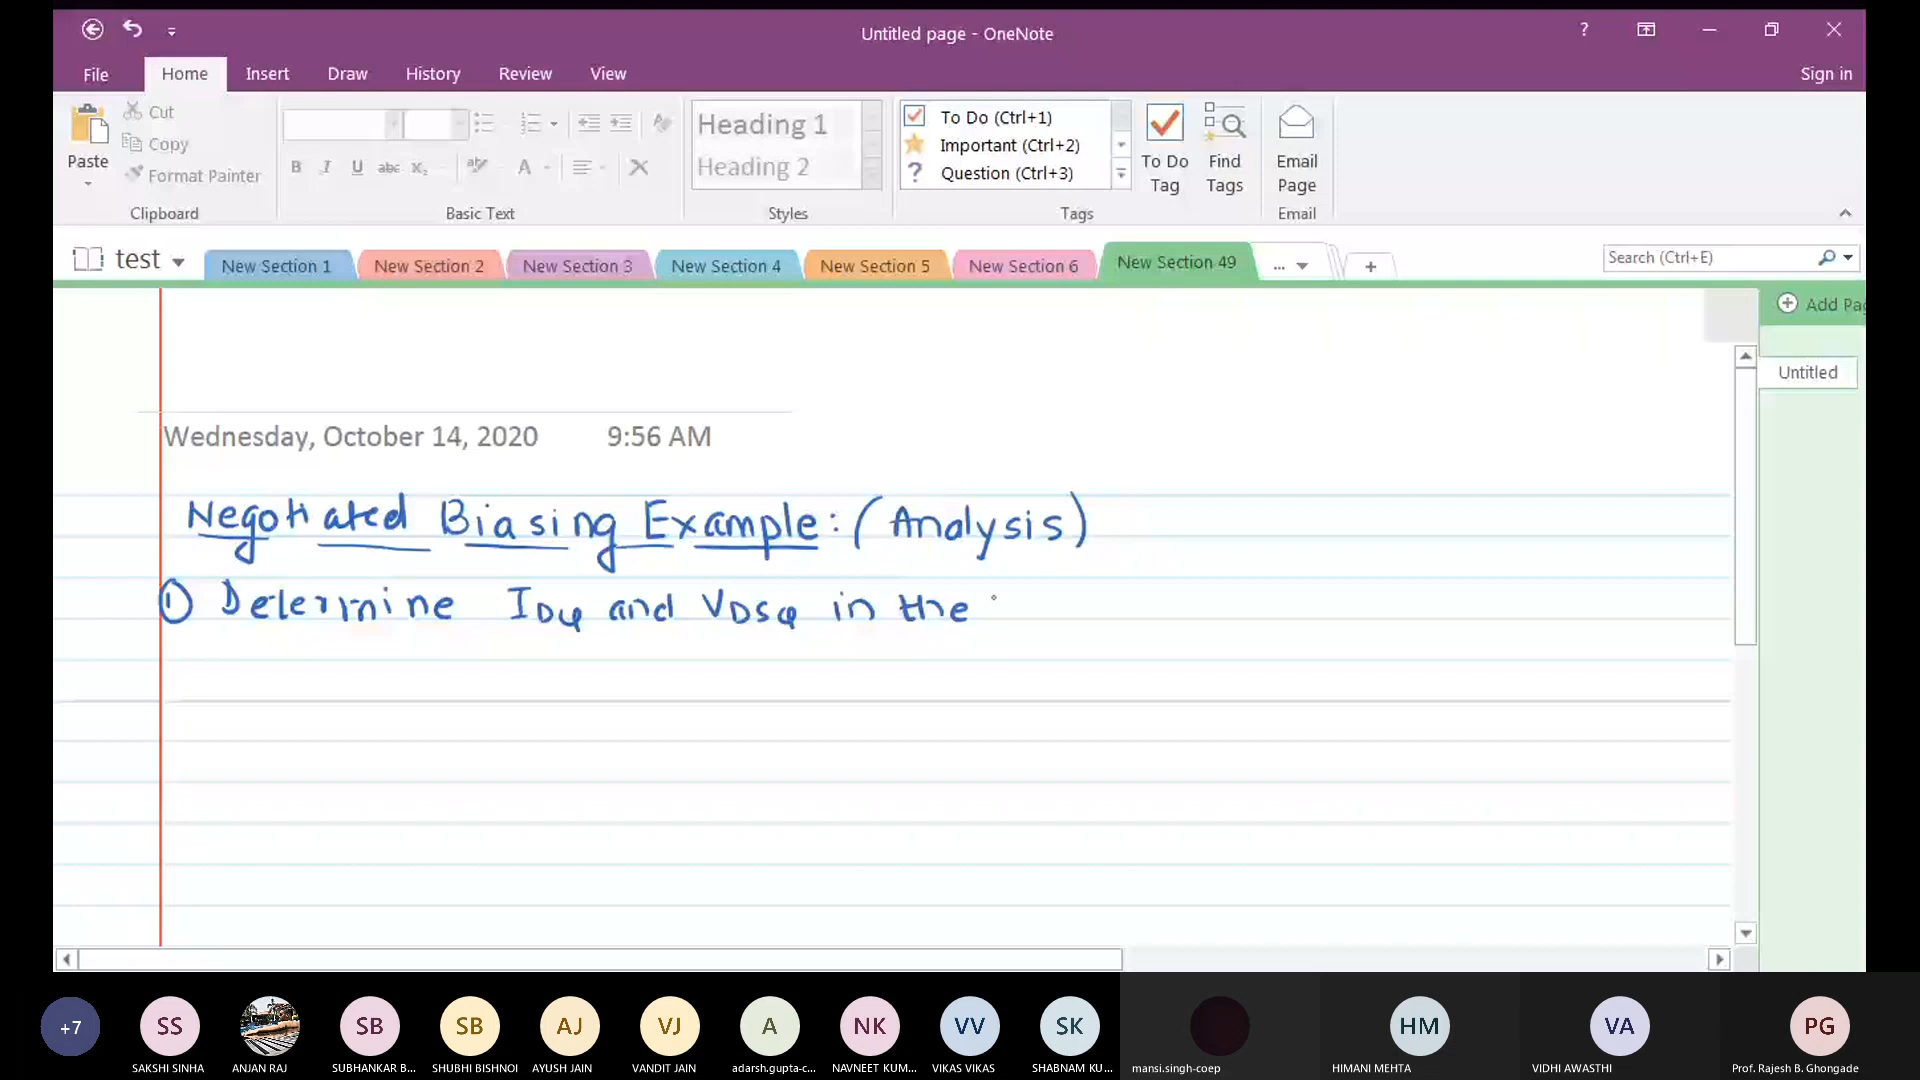 Untitled page - OneNote
? 
File Home Insert Draw History Review View Sign in
Paste
Cut
Copy
Format Painter
Clipboard
B I U abc x₂ A
Basic Text
Heading 1
Heading 2
Styles
To Do (Ctrl+1)
Important (Ctrl+2)
? Question (Ctrl+3)
To Do Tag
Find Tags
Tags
Email Page
Email
test
New Section 1 New Section 2 New Section 3 New Section 4 New Section 5 New Section 6 New Section 49 ... +
Search (Ctrl+E)
Add Pag
Untitled
Wednesday, October 14, 2020 9:56 AM
Negotiated Biasing Example: (Analysis)
① Determine IDQ and VDSQ in the
+7 SS SB SB AJ VJ A NK VV SK HM VA PG
SAKSHI SINHA ANJAN RAJ SUBHANKAR B... SHUBHI BISHNOI AYUSH JAIN VANDIT JAIN adarsh.gupta-c... NAVNEET KUM... VIKAS VIKAS SHABNAM KU... mansi.singh-coep HIMANI MEHTA VIDHI AWASTHI Prof. Rajesh B. Ghongade